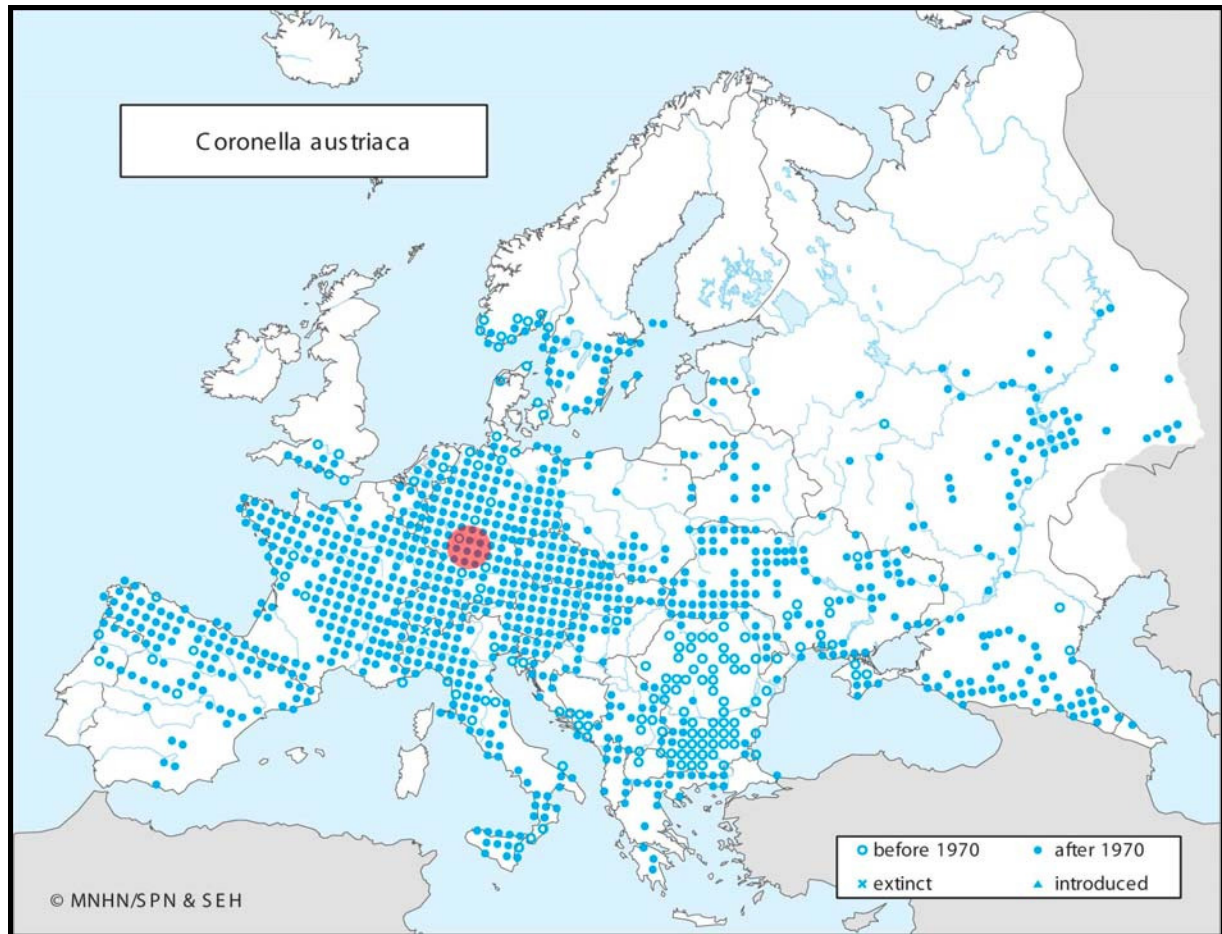 Coronella austriaca
before 1970
after 1970
extinct
introduced
© MNHN/SPN & SEH